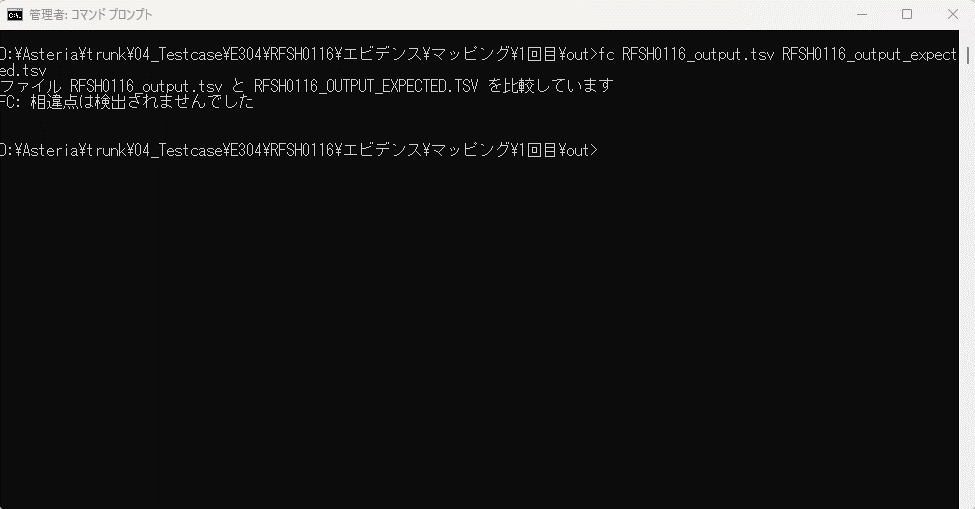 管理者: コマンド プロンプト
D:¥Asteria¥trunk¥04_Testcase¥E304¥RFSH0116¥エビデンス¥マッピング¥1回目¥out>fc RFSH0116_output.tsv RFSH0116_output_expect
ed.tsv
ファイル RFSH0116_output.tsv と RFSH0116_OUTPUT_EXPECTED.TSV を比較しています
FC: 相違点は検出されませんでした
D:¥Asteria¥trunk¥04_Testcase¥E304¥RFSH0116¥エビデンス¥マッピング¥1回目¥out>